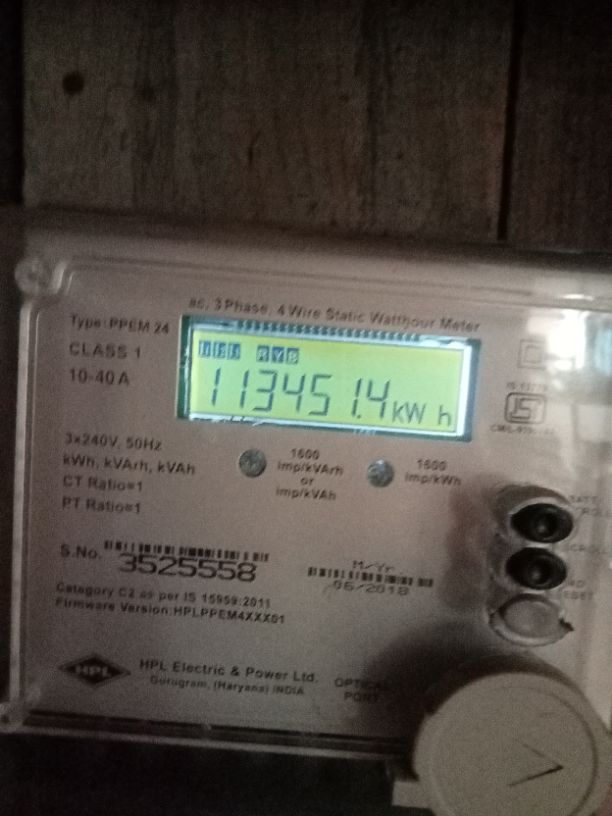 ac, 3 Phase, 4 Wire Static Watthour Meter
Type: PPEM 24
CLASS 1
10-40 A
R Y B
113451.4 kW h
3x240V, 50Hz
kWh, kVArh, kVAh
CT Ratio=1
PT Ratio=1
1600
imp/kVArh
or
imp/kVAh
1600
imp/kWh
S.No. 3525558
M/Yr.
06/2018
Category C2 as per IS 15959:2011
Firmware Version: HPLPPEM4XXX01
HPL
HPL Electric & Power Ltd.
Gurugram, (Haryana) INDIA